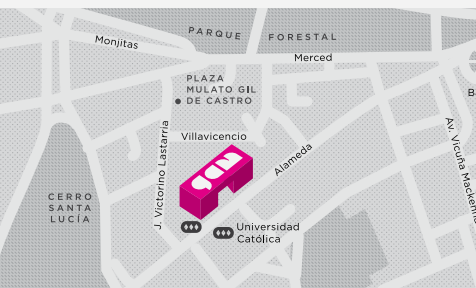 PARQUE FORESTAL
Monjitas
Merced
PLAZA
MULATO GIL
DE CASTRO
B
J. Victorino Lastarria
Villavicencio
Alameda
Av. Vicuña Mackenna
GAM
CERRO
SANTA
LUCÍA
Universidad
Católica